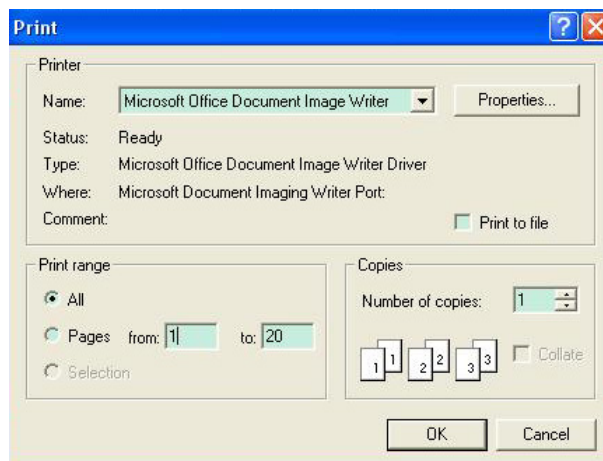 Print
Printer
Name: Microsoft Office Document Image Writer Properties...
Status: Ready
Type: Microsoft Office Document Image Writer Driver
Where: Microsoft Document Imaging Writer Port:
Comment: Print to file
Print range
All
Pages from: 1 to: 20
Selection
Copies
Number of copies: 1
1 1 2 2 3 3 Collate
OK Cancel